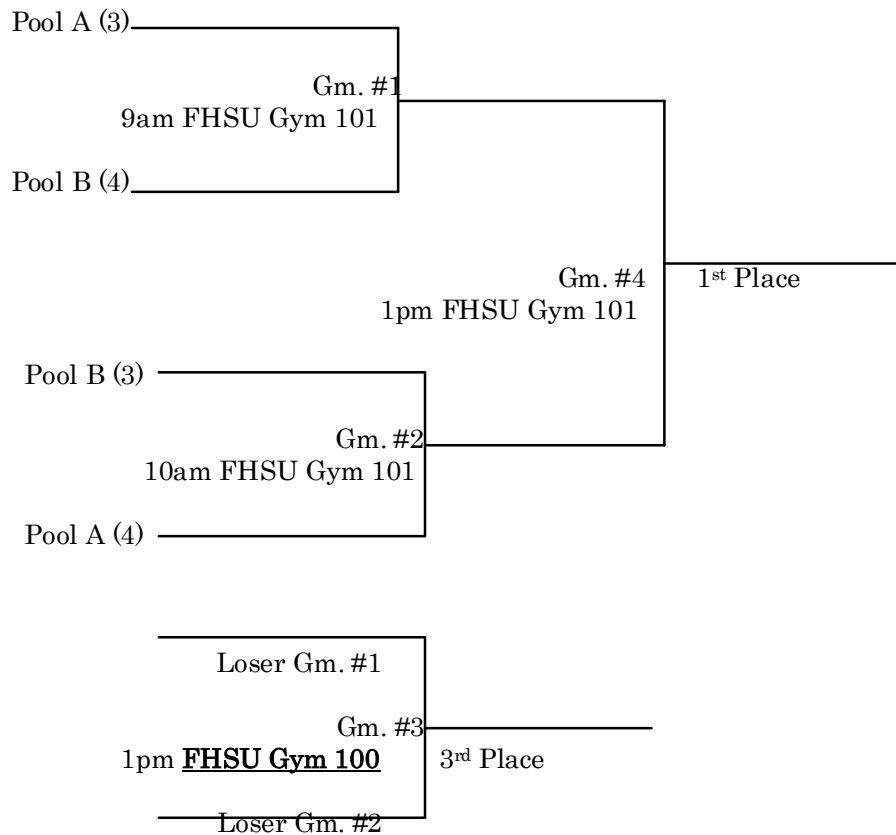 Pool A (3)
Gm. #1
9am FHSU Gym 101
Pool B (4)
Gm. #4
1pm FHSU Gym 101
1st Place
Pool B (3)
Gm. #2
10am FHSU Gym 101
Pool A (4)
Loser Gm. #1
Gm. #3
1pm FHSU Gym 100
3rd Place
Loser Gm. #2